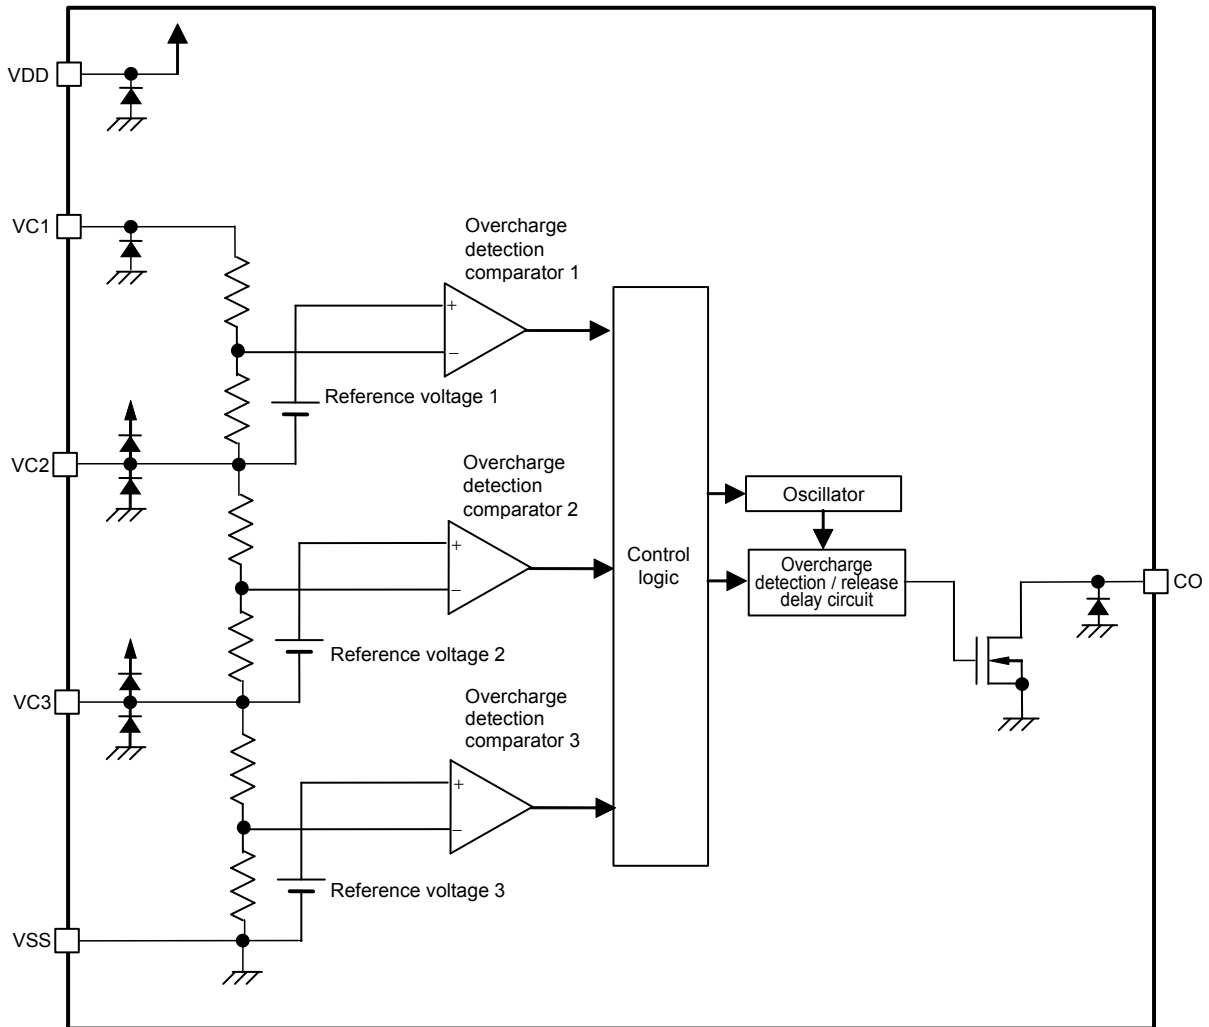 VDD
VC1
Overcharge
detection
comparator 1
+
−
Reference voltage 1
VC2
Overcharge
detection
comparator 2
+
−
Oscillator
Control
logic
Overcharge
detection / release
delay circuit
CO
Reference voltage 2
VC3
Overcharge
detection
comparator 3
+
−
Reference voltage 3
VSS